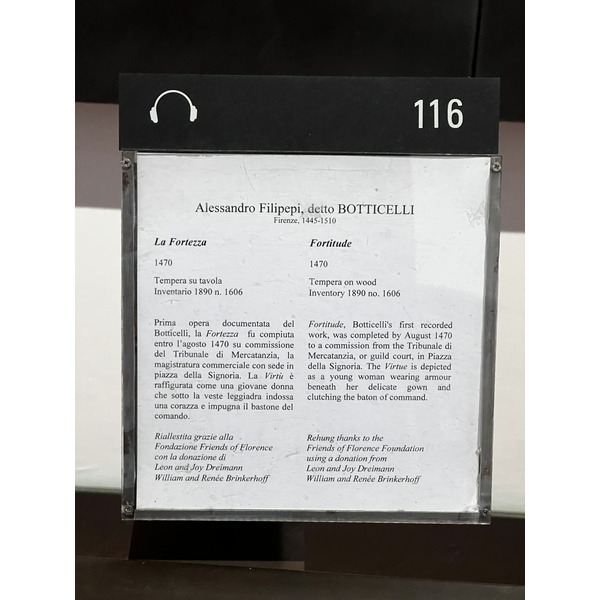 116
Alessandro Filipepi, detto BOTTICELLI
Firenze, 1445-1510
La Fortezza
1470
Tempera su tavola
Inventario 1890 n. 1606
Prima opera documentata del
Botticelli, la Fortezza fu compiuta
entro l'agosto 1470 su commissione
del Tribunale di Mercatanzia, la
magistratura commerciale con sede in
piazza della Signoria. La Virtù è
raffigurata come una giovane donna
che sotto la veste leggiadra indossa
una corazza e impugna il bastone del
comando.
Riallestita grazie alla
Fondazione Friends of Florence
con la donazione di
Leon and Joy Dreimann
William and Renée Brinkerhoff
Fortitude
1470
Tempera on wood
Inventory 1890 no. 1606
Fortitude, Botticelli's first recorded
work, was completed by August 1470
to a commission from the Tribunale di
Mercatanzia, or guild court, in Piazza
della Signoria. The Virtue is depicted
as a young woman wearing armour
beneath her delicate gown and
clutching the baton of command.
Rehung thanks to the
Friends of Florence Foundation
using a donation from
Leon and Joy Dreimann
William and Renée Brinkerhoff